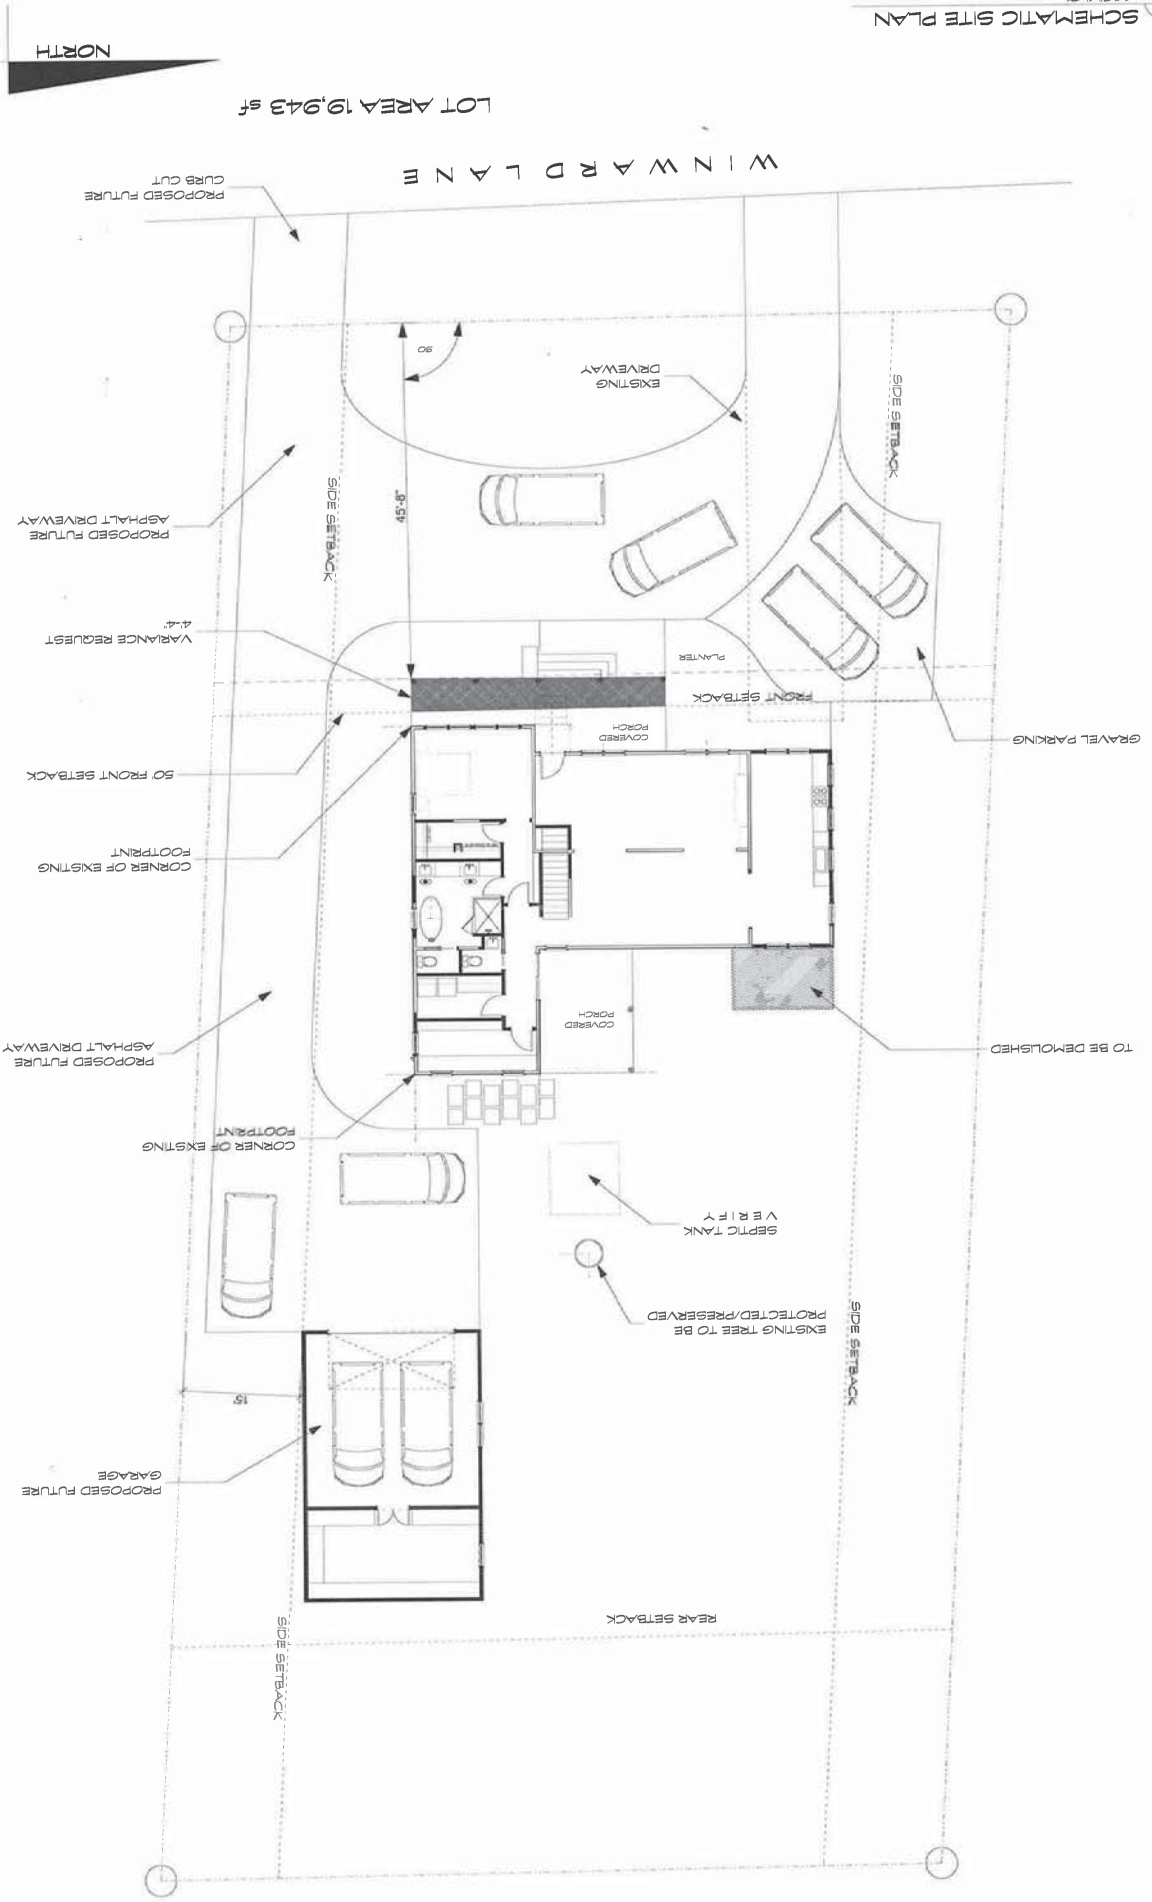 SIDE SETBACK
REAR SETBACK
PROPOSED FUTURE
GARAGE
15'
SIDE SETBACK
EXISTING TREE TO BE
PROTECTED/PRESERVED
SEPTIC TANK
VERIFY
CORNER OF EXISTING
FOOTPRINT
TO BE DEMOLISHED
PROPOSED FUTURE
ASPHALT DRIVEWAY
COVERED
PORCH
CORNER OF EXISTING
FOOTPRINT
50' FRONT SETBACK
GRAVEL PARKING
COVERED
PORCH
FRONT SETBACK
PLANTER
VARIANCE REQUEST
4'-4"
SIDE SETBACK
PROPOSED FUTURE
ASPHALT DRIVEWAY
45'-8"
SIDE SETBACK
EXISTING
DRIVEWAY
90
PROPOSED FUTURE
CURB CUT
WINWARD LANE
LOT AREA 19,943 sf
NORTH
SCHEMATIC SITE PLAN